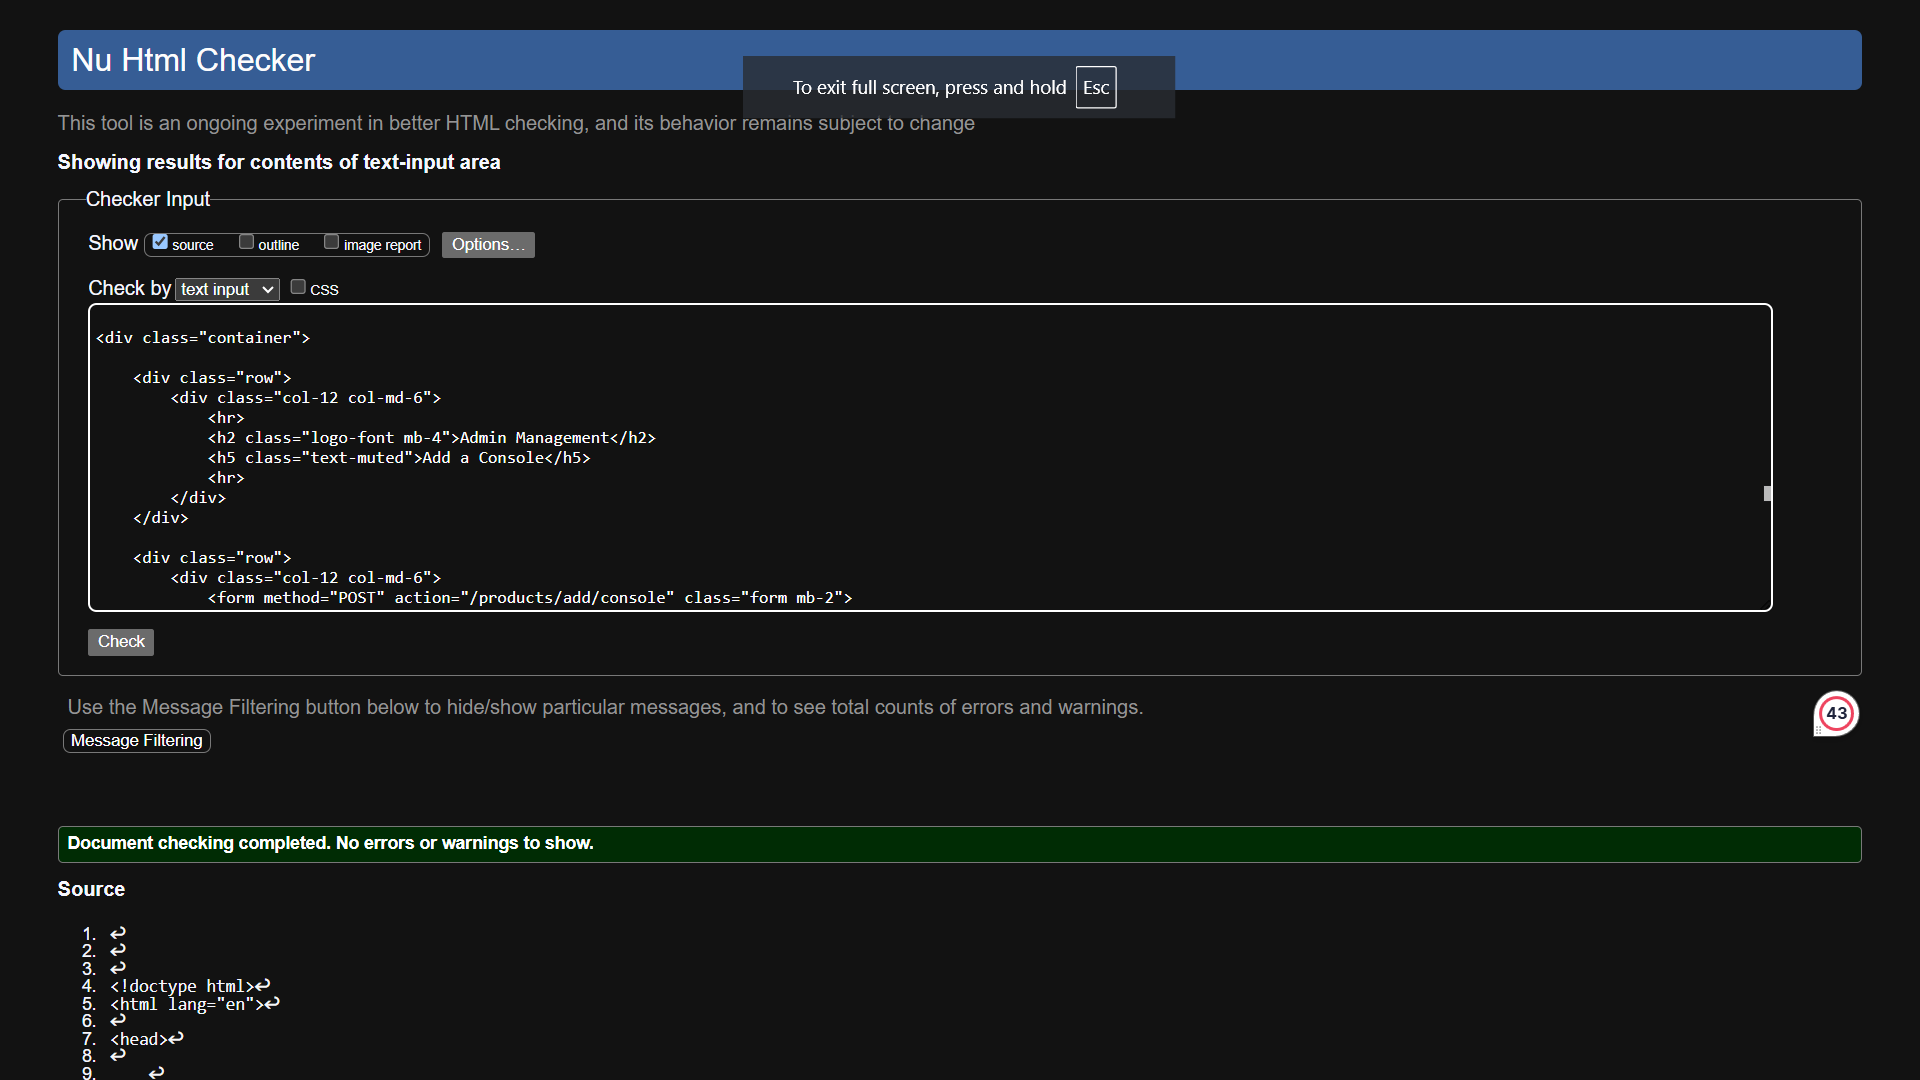 Nu Html Checker
To exit full screen, press and hold Esc
This tool is an ongoing experiment in better HTML checking, and its behavior remains subject to change
Showing results for contents of text-input area
Checker Input
Show source outline image report Options...
Check by text input CSS
<div class="container">
<div class="row">
<div class="col-12 col-md-6">
<hr>
<h2 class="logo-font mb-4">Admin Management</h2>
<h5 class="text-muted">Add a Console</h5>
<hr>
</div>
</div>
<div class="row">
<div class="col-12 col-md-6">
<form method="POST" action="/products/add/console" class="form mb-2">
Check
Use the Message Filtering button below to hide/show particular messages, and to see total counts of errors and warnings.
43
Message Filtering
Document checking completed. No errors or warnings to show.
Source
1. ↩
2. ↩
3. ↩
4. <!doctype html>↩
5. <html lang="en">↩
6. ↩
7. <head>↩
8. ↩
9. ↩